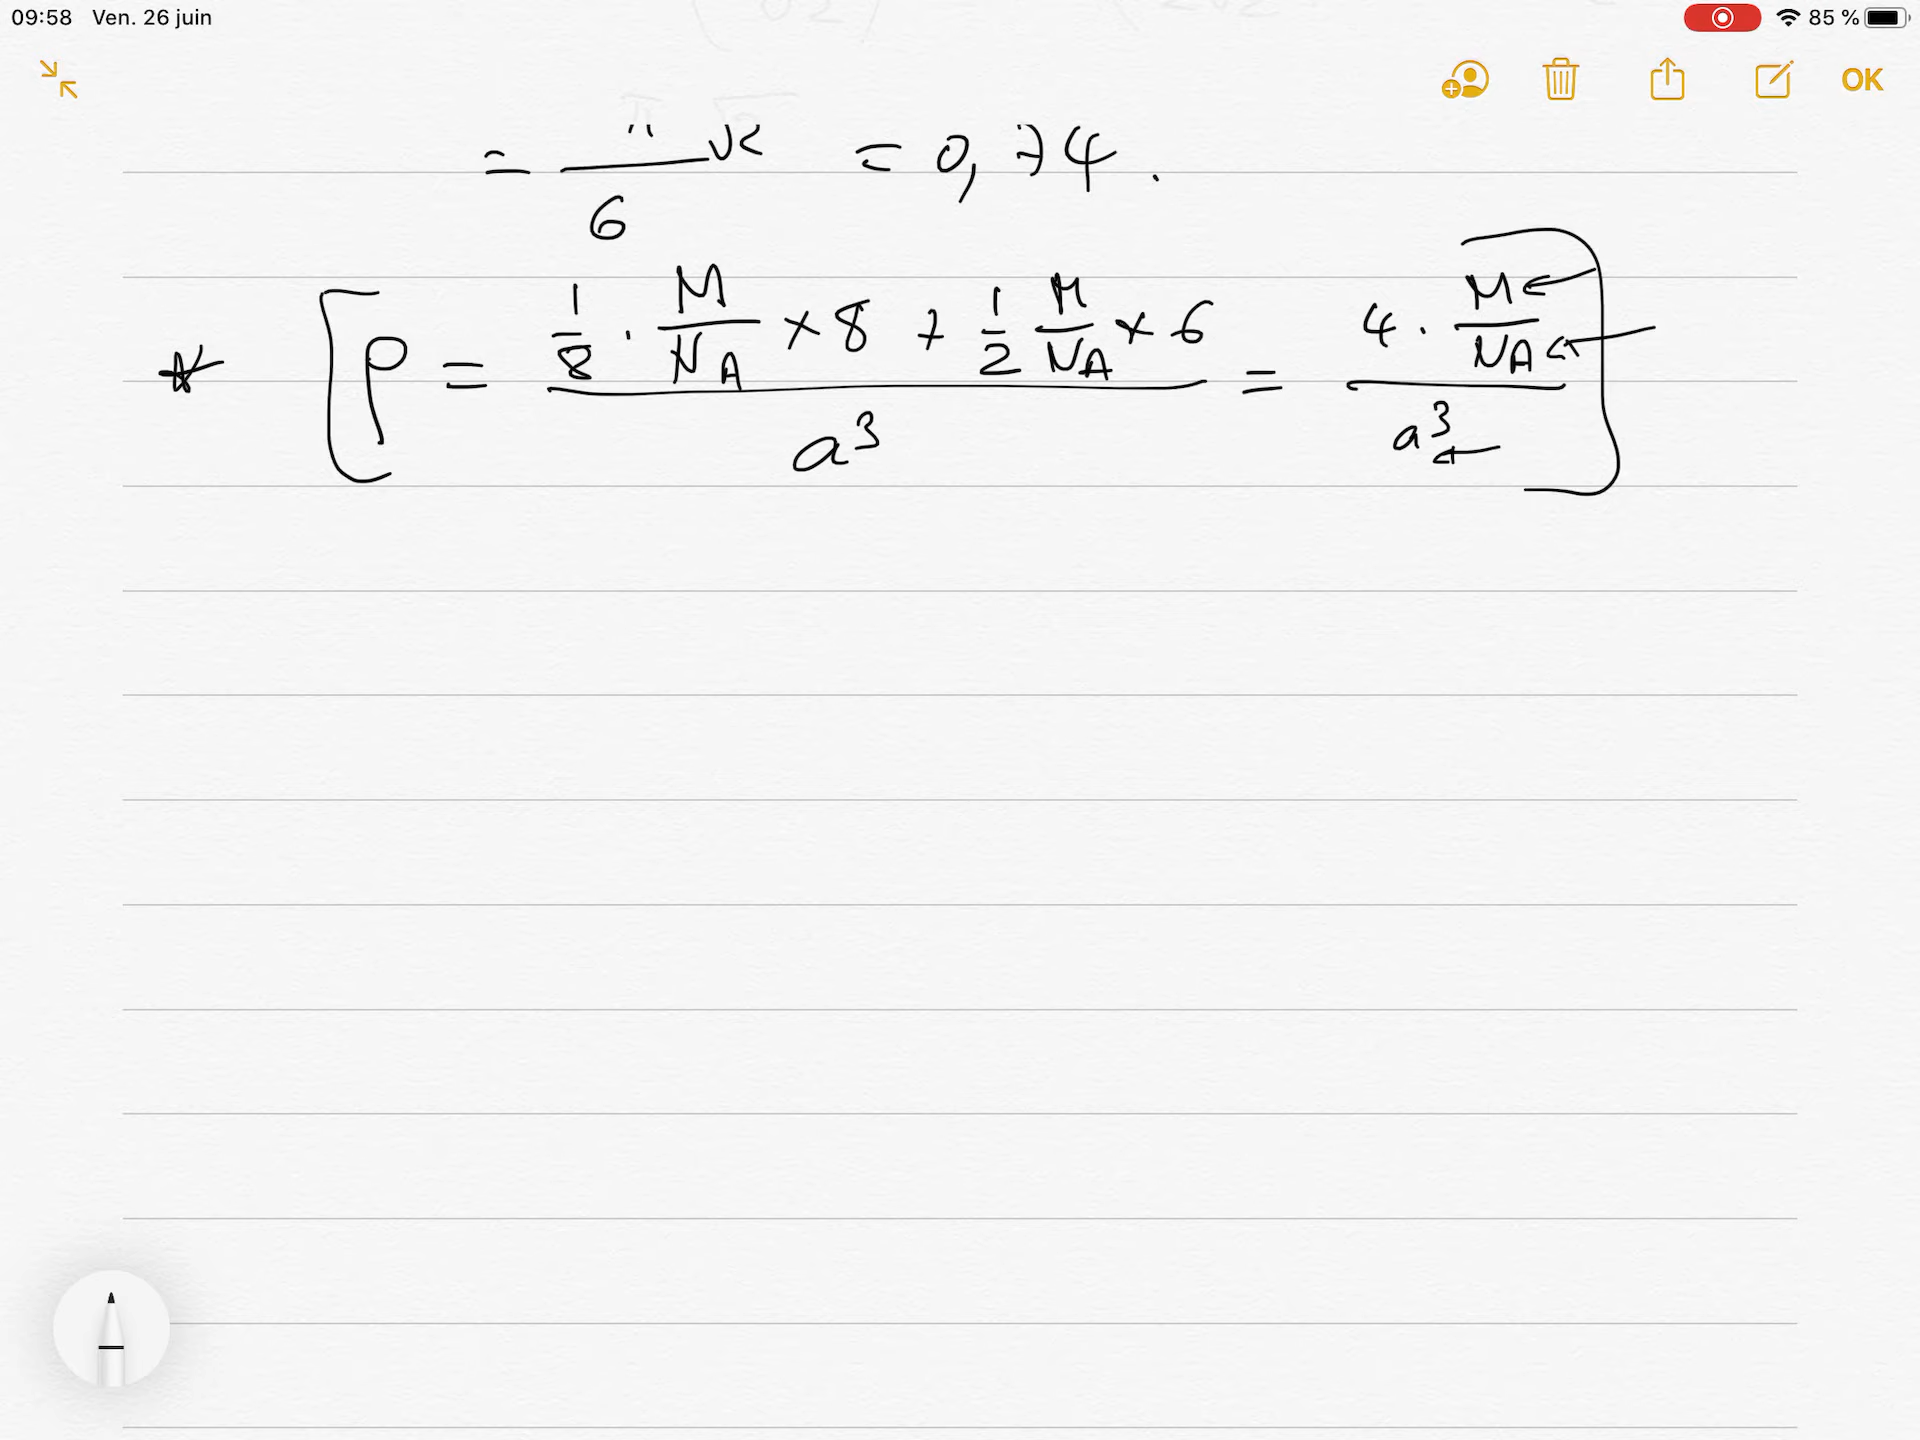 09:58 Ven. 26 juin 85 %
OK
= π√2/6 = 0,74.
* [ρ = (1/8 · M/NA × 8 + 1/2 M/NA × 6)/a³ = (4 · M/NA)/a³]